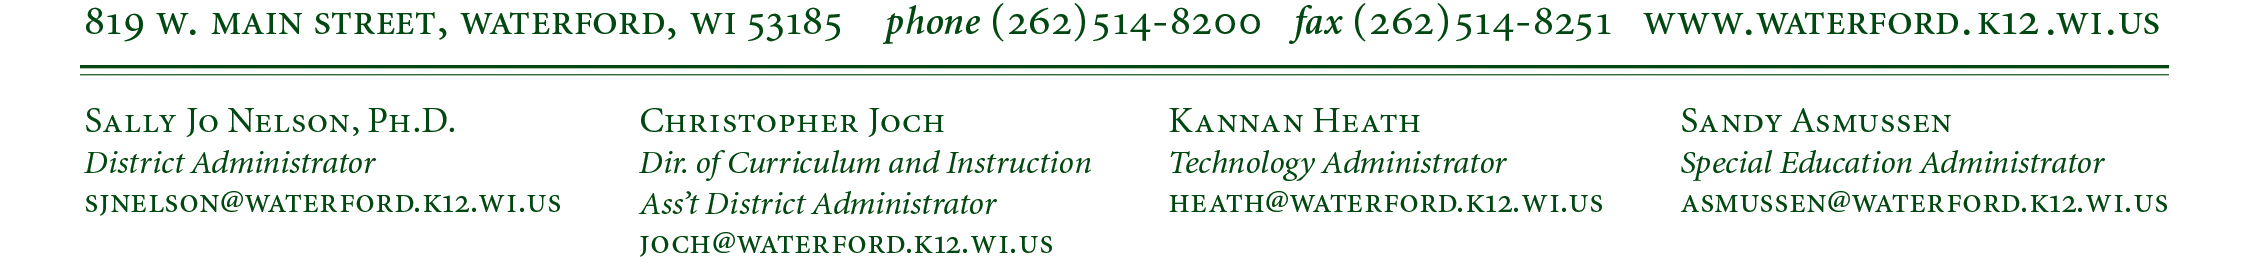 819 W. MAIN STREET, WATERFORD, WI 53185 phone (262)514-8200 fax (262)514-8251 WWW.WATERFORD.K12.WI.US
SALLY JO NELSON, PH.D.
District Administrator
SJNELSON@WATERFORD.K12.WI.US
CHRISTOPHER JOCH
Dir. of Curriculum and Instruction
Ass't District Administrator
JOCH@WATERFORD.K12.WI.US
KANNAN HEATH
Technology Administrator
HEATH@WATERFORD.K12.WI.US
SANDY ASMUSSEN
Special Education Administrator
ASMUSSEN@WATERFORD.K12.WI.US